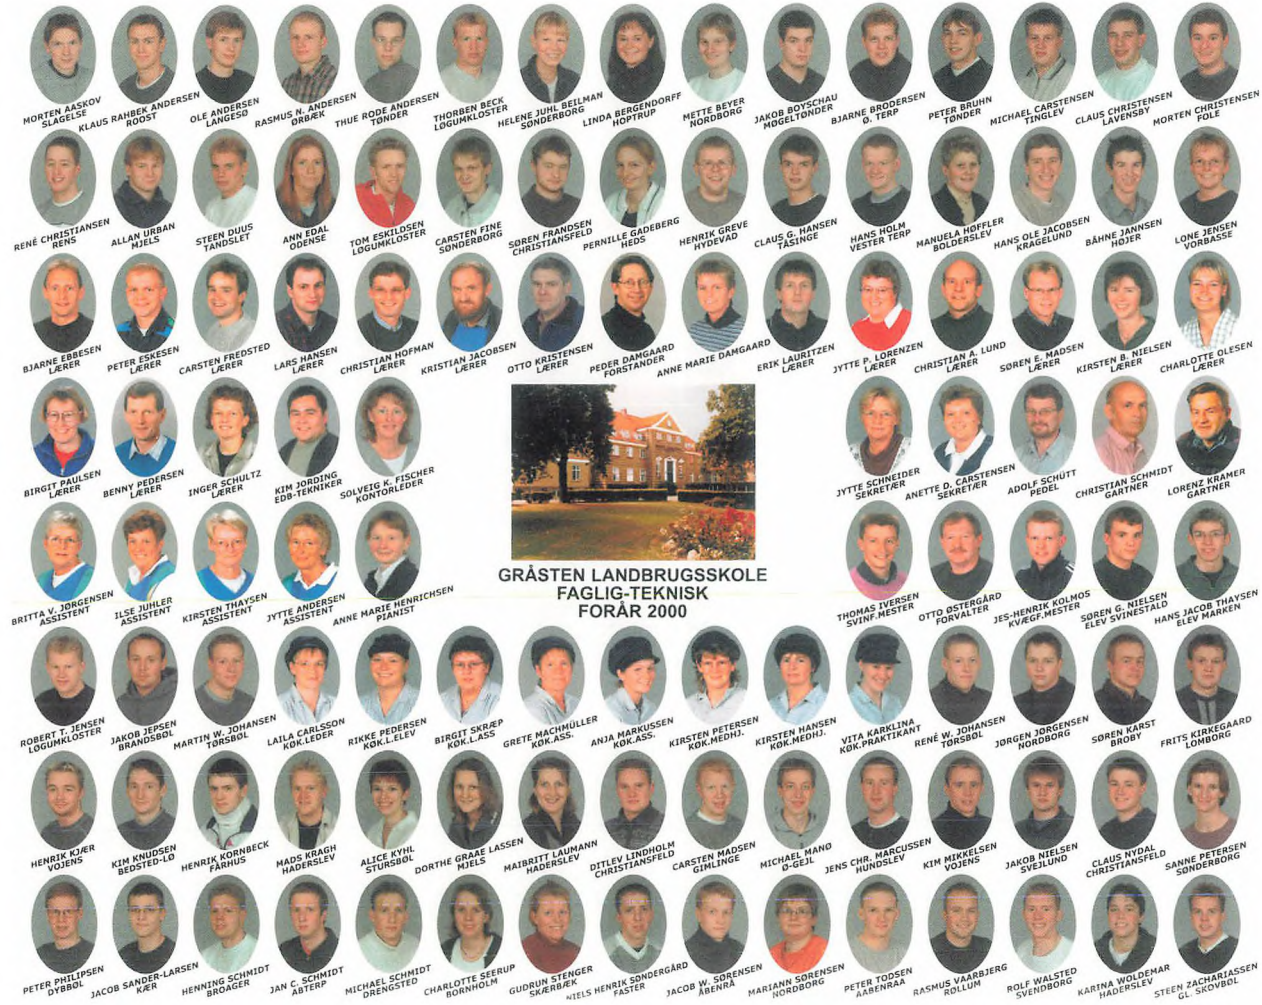 MORTEN AASKOV
SLAGELSE
KLAUS RAHBEK ANDERSEN
ROOST
OLE ANDERSEN
LANGESØ
RASMUS N. ANDERSEN
ØRBÆK
THUE RODE ANDERSEN
TØNDER
THORBEN BECK
LØGUMKLOSTER
HELENE JUHL BEILMAN
SØNDERBORG
LINDA BERGENDORFF
HOPTRUP
METTE BEYER
NORDBORG
JAKOB BOYSCHAU
MØGELTØNDER
BJARNE BRODERSEN
Ø. TERP
PETER BRUHN
TØNDER
MICHAEL CARSTENSEN
TINGLEV
CLAUS CHRISTENSEN
LAVENSBY
MORTEN CHRISTENSEN
FOLE
RENÉ CHRISTIANSEN
RENS
ALLAN URBAN
MJELS
STEEN DUUS
TANDSLET
ANN EDAL
ODENSE
TOM ESKILDSEN
LØGUMKLOSTER
CARSTEN FINE
SØNDERBORG
SØREN FRANDSEN
CHRISTIANSFELD
PERNILLE GADEBERG
HEDS
HENRIK GREVE
HYDEVAD
CLAUS G. HANSEN
TÅSINGE
HANS HOLM
VESTER TERP
MANUELA HØFFLER
BOLDERSLEV
HANS OLE JACOBSEN
KRAGELUND
BÅHNE JANNSEN
HØJER
LONE JENSEN
VORBASSE
BJARNE EBBESEN
LÆRER
PETER ESKESEN
LÆRER
CARSTEN FREDSTED
LÆRER
LARS HANSEN
LÆRER
CHRISTIAN HOFMAN
LÆRER
KRISTIAN JACOBSEN
LÆRER
OTTO KRISTENSEN
LÆRER
PEDER DAMGAARD
FORSTANDER
ANNE MARIE DAMGAARD
ERIK LAURITZEN
LÆRER
JYTTE P. LORENZEN
LÆRER
CHRISTIAN A. LUND
LÆRER
SØREN E. MADSEN
LÆRER
KIRSTEN B. NIELSEN
LÆRER
CHARLOTTE OLESEN
LÆRER
BIRGIT PAULSEN
LÆRER
BENNY PEDERSEN
LÆRER
INGER SCHULTZ
LÆRER
KIM JORDING
EDB-TEKNIKER
SOLVEIG K. FISCHER
KONTORLEDER
JYTTE SCHNEIDER
SEKRETÆR
ANETTE D. CARSTENSEN
SEKRETÆR
ADOLF SCHÜTT
PEDEL
CHRISTIAN SCHMIDT
GARTNER
LORENZ KRAMER
GARTNER
GRÅSTEN LANDBRUGSSKOLE
FAGLIG-TEKNISK
FORÅR 2000
BRITTA V. JØRGENSEN
ASSISTENT
ILSE JUHLER
ASSISTENT
KIRSTEN THAYSEN
ASSISTENT
JYTTE ANDERSEN
ASSISTENT
ANNE MARIE HENRICHSEN
PIANIST
THOMAS IVERSEN
SVINF.MESTER
OTTO ØSTERGÅRD
FORVALTER
JES-HENRIK KOLMOS
KVÆGF.MESTER
SØREN G. NIELSEN
ELEV SVINESTALD
HANS JACOB THAYSEN
ELEV MARKEN
ROBERT T. JENSEN
LØGUMKLOSTER
JAKOB JEPSEN
BRANDSBØL
MARTIN W. JOHANSEN
TØRSBØL
LAILA CARLSSON
KØK.LEDER
RIKKE PEDERSEN
KØK.L.ELEV
BIRGIT SKRÆP
KØK.L.ASS
GRETE MACHMÜLLER
KØK.ASS.
ANJA MARKUSSEN
KØK.ASS.
KIRSTEN PETERSEN
KØK.MEDHJ.
KIRSTEN HANSEN
KØK.MEDHJ.
VITA KARKLINA
KØK.PRAKTIKANT
RENÉ W. JOHANSEN
TØRSBØL
JØRGEN JØRGENSEN
NORDBORG
SØREN KARST
BROBY
FRITS KIRKEGAARD
LOMBORG
HENRIK KJÆR
VOJENS
KIM KNUDSEN
BEDSTED-LØ
HENRIK KORNBECK
FÅRHUS
MADS KRAGH
HADERSLEV
ALICE KYHL
STURSBØL
DORTHE GRAAE LASSEN
MJELS
MAIBRITT LAUMANN
HADERSLEV
DITLEV LINDHOLM
CHRISTIANSFELD
CARSTEN MADSEN
GIMLINGE
MICHAEL MANØ
Ø-GEJL
JENS CHR. MARCUSSEN
HUNDSLEV
KIM MIKKELSEN
VOJENS
JAKOB NIELSEN
SVEJLUND
CLAUS NYDAL
CHRISTIANSFELD
SANNE PETERSEN
SØNDERBORG
PETER PHILIPSEN
DYBBØL
JACOB SANDER-LARSEN
KÆR
HENNING SCHMIDT
BROAGER
JAN C. SCHMIDT
ABTERP
MICHAEL SCHMIDT
DRENGSTED
CHARLOTTE SEERUP
BORNHOLM
GUDRUN STENGER
SKÆRBÆK
NIELS HENRIK SØNDERGÅRD
FASTER
JACOB W. SØRENSEN
ÅBENRÅ
MARIANN SØRENSEN
NORDBORG
PETER TODSEN
AABENRAA
RASMUS VAARBJERG
RØLLUM
ROLF WALSTED
SVENDBORG
KARINA WOLDEMAR
HADERSLEV
STEEN ZACHARIASSEN
GL. SKOVBØL